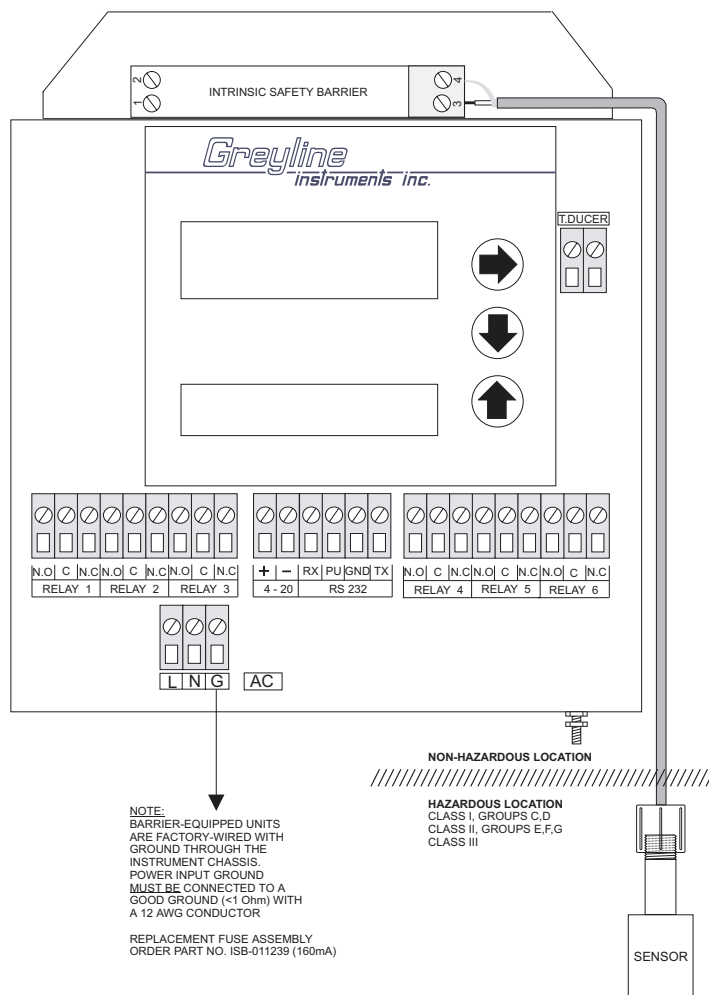 2
1
INTRINSIC SAFETY BARRIER
4
3
Greyline
instruments inc.
T.DUCER
N.O C N.C N.O C N.C N.O C N.C
RELAY 1 RELAY 2 RELAY 3
+ − RX PU GND TX
4 - 20 RS 232
N.O C N.C N.O C N.C N.O C N.C
RELAY 4 RELAY 5 RELAY 6
L N G AC
NON-HAZARDOUS LOCATION
HAZARDOUS LOCATION
CLASS I, GROUPS C,D
CLASS II, GROUPS E,F,G
CLASS III
NOTE:
BARRIER-EQUIPPED UNITS
ARE FACTORY-WIRED WITH
GROUND THROUGH THE
INSTRUMENT CHASSIS.
POWER INPUT GROUND
MUST BE CONNECTED TO A
GOOD GROUND (<1 Ohm) WITH
A 12 AWG CONDUCTOR
REPLACEMENT FUSE ASSEMBLY
ORDER PART NO. ISB-011239 (160mA)
SENSOR